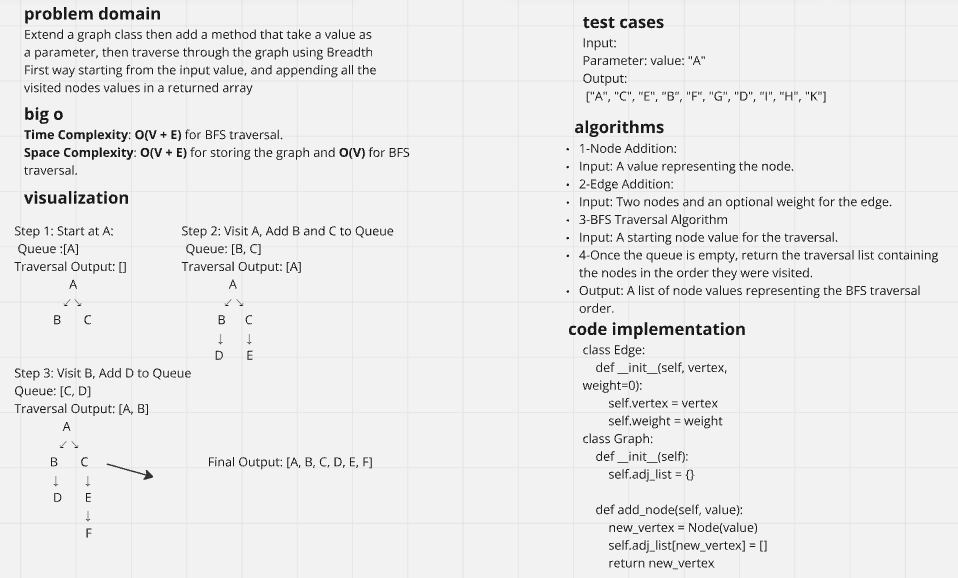 problem domain
Extend a graph class then add a method that take a value as
a parameter, then traverse through the graph using Breadth
First way starting from the input value, and appending all the
visited nodes values in a returned array
big o
Time Complexity: O(V + E) for BFS traversal.
Space Complexity: O(V + E) for storing the graph and O(V) for BFS
traversal.
visualization
Step 1: Start at A:
Queue :[A]
Traversal Output: []
A
↙↘
B C
Step 2: Visit A, Add B and C to Queue
Queue: [B, C]
Traversal Output: [A]
A
↙↘
B C
↓ ↓
D E
Step 3: Visit B, Add D to Queue
Queue: [C, D]
Traversal Output: [A, B]
A
↙↘
B C
↓ ↓
D E
↓
F
Final Output: [A, B, C, D, E, F]
test cases
Input:
Parameter: value: "A"
Output:
["A", "C", "E", "B", "F", "G", "D", "I", "H", "K"]
algorithms
• 1-Node Addition:
• Input: A value representing the node.
• 2-Edge Addition:
• Input: Two nodes and an optional weight for the edge.
• 3-BFS Traversal Algorithm
• Input: A starting node value for the traversal.
• 4-Once the queue is empty, return the traversal list containing
the nodes in the order they were visited.
• Output: A list of node values representing the BFS traversal
order.
code implementation
class Edge:
def __init__(self, vertex,
weight=0):
self.vertex = vertex
self.weight = weight
class Graph:
def __init__(self):
self.adj_list = {}
def add_node(self, value):
new_vertex = Node(value)
self.adj_list[new_vertex] = []
return new_vertex